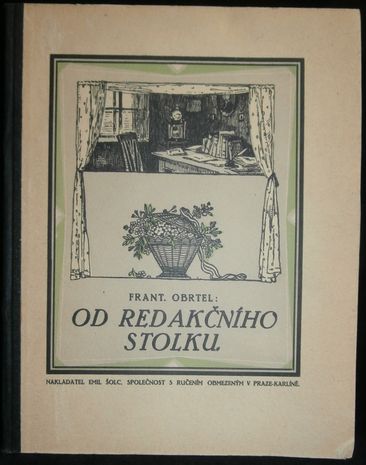 FRANT. OBRTEL:
OD REDAKČNÍHO
STOLKU.
NAKLADATEL EMIL ŠOLC, SPOLEČNOST S RUČENÍM OBMEZENÝM V PRAZE-KARLÍNĚ.